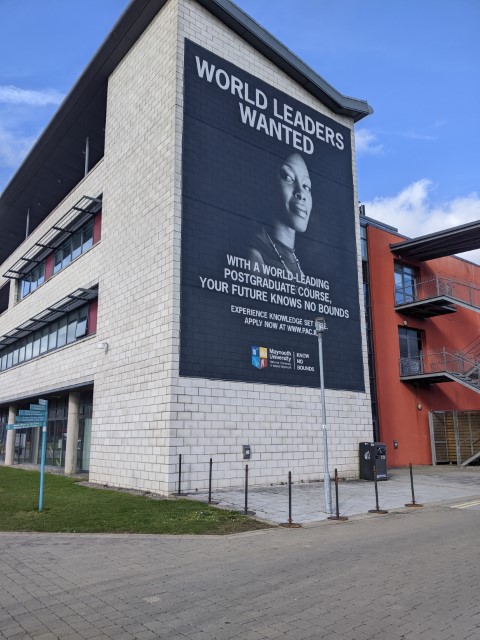 WORLD LEADERS
WANTED
WITH A WORLD-LEADING
POSTGRADUATE COURSE,
YOUR FUTURE KNOWS NO BOUNDS
EXPERIENCE KNOWLEDGE SET
APPLY NOW AT WWW.PAC.
Maynooth
University
KNOW
NO
BOUNDS